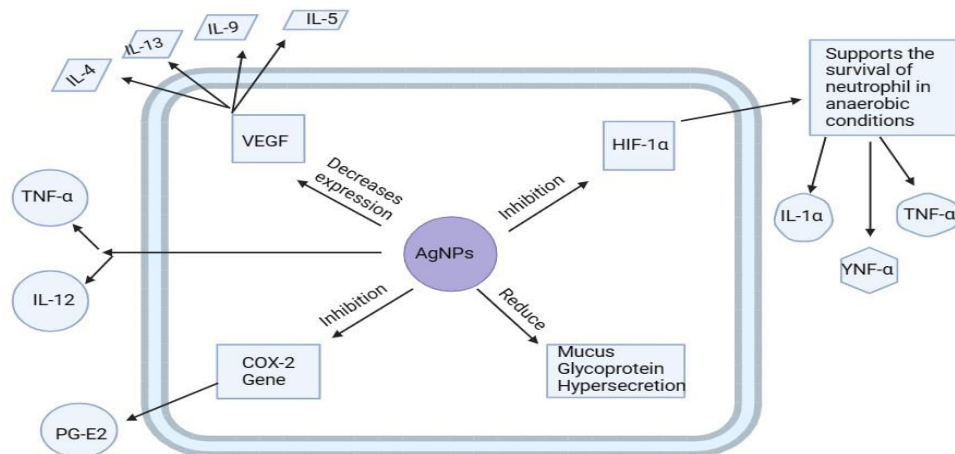 IL-4
IL-13
IL-9
IL-5
Supports the
survival of
neutrophil in
anaerobic
conditions
VEGF
HIF-1α
Decreases
expression
Inhibition
TNF-α
IL-1α
TNF-α
AgNPs
YNF-α
IL-12
Inhibition
Reduce
COX-2
Gene
Mucus
Glycoprotein
Hypersecretion
PG-E2